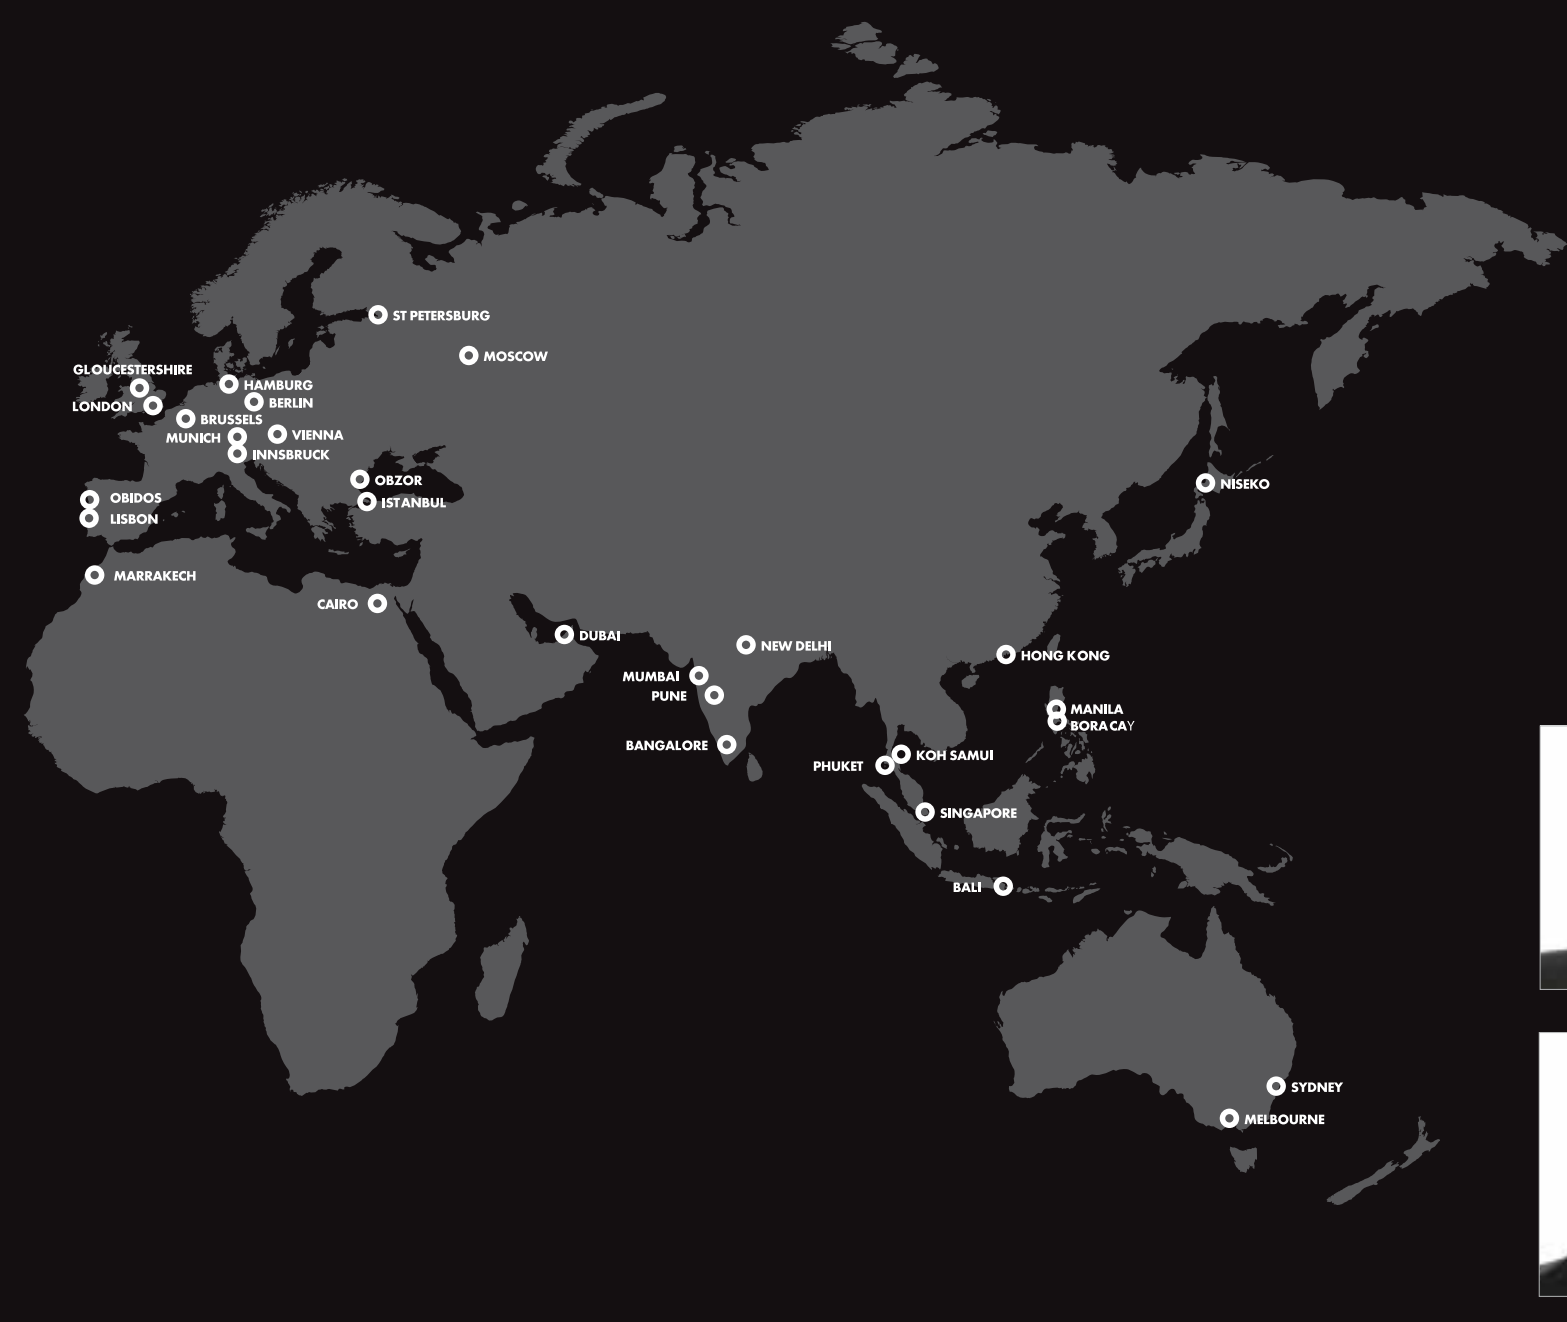 ST PETERSBURG
MOSCOW
GLOUCESTERSHIRE
HAMBURG
BERLIN
LONDON
BRUSSELS
VIENNA
MUNICH
INNSBRUCK
OBZOR
NISEKO
OBIDOS
ISTANBUL
LISBON
MARRAKECH
CAIRO
DUBAI
NEW DELHI
HONG KONG
MUMBAI
PUNE
MANILA
BORACAY
BANGALORE
KOH SAMUI
PHUKET
SINGAPORE
BALI
SYDNEY
MELBOURNE